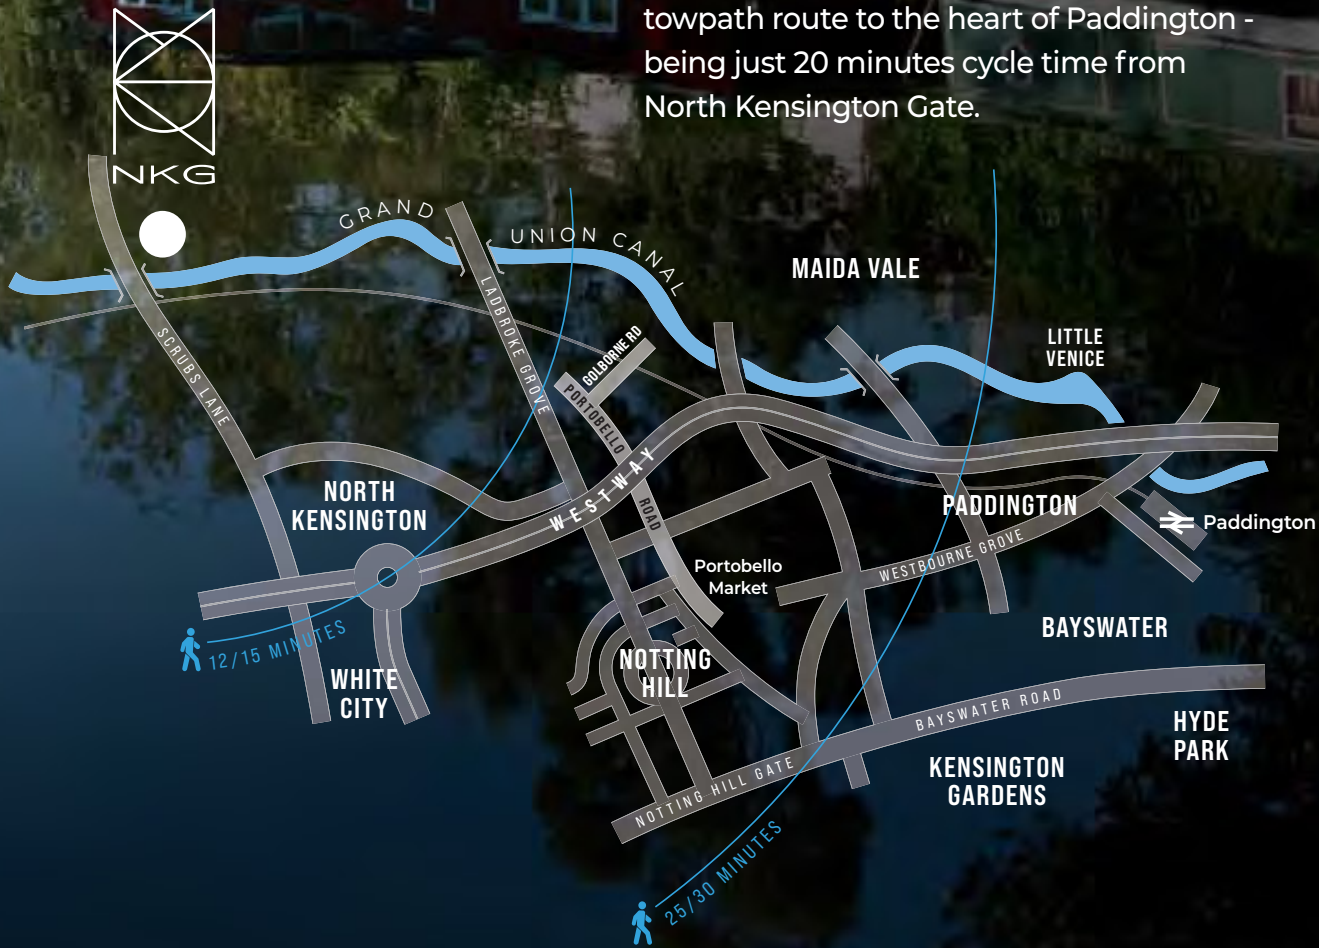 towpath route to the heart of Paddington -
being just 20 minutes cycle time from
North Kensington Gate.
NKG
GRAND
UNION CANAL
MAIDA VALE
LITTLE
VENICE
LADBROKE GROVE
GOLBORNE RD
SCRUBS LANE
PORTOBELLO
ROAD
WESTWAY
NORTH
KENSINGTON
PADDINGTON
Paddington
WESTBOURNE GROVE
Portobello
Market
12/15 MINUTES
BAYSWATER
NOTTING
HILL
WHITE
CITY
BAYSWATER ROAD
HYDE
PARK
KENSINGTON
GARDENS
NOTTING HILL GATE
25/30 MINUTES